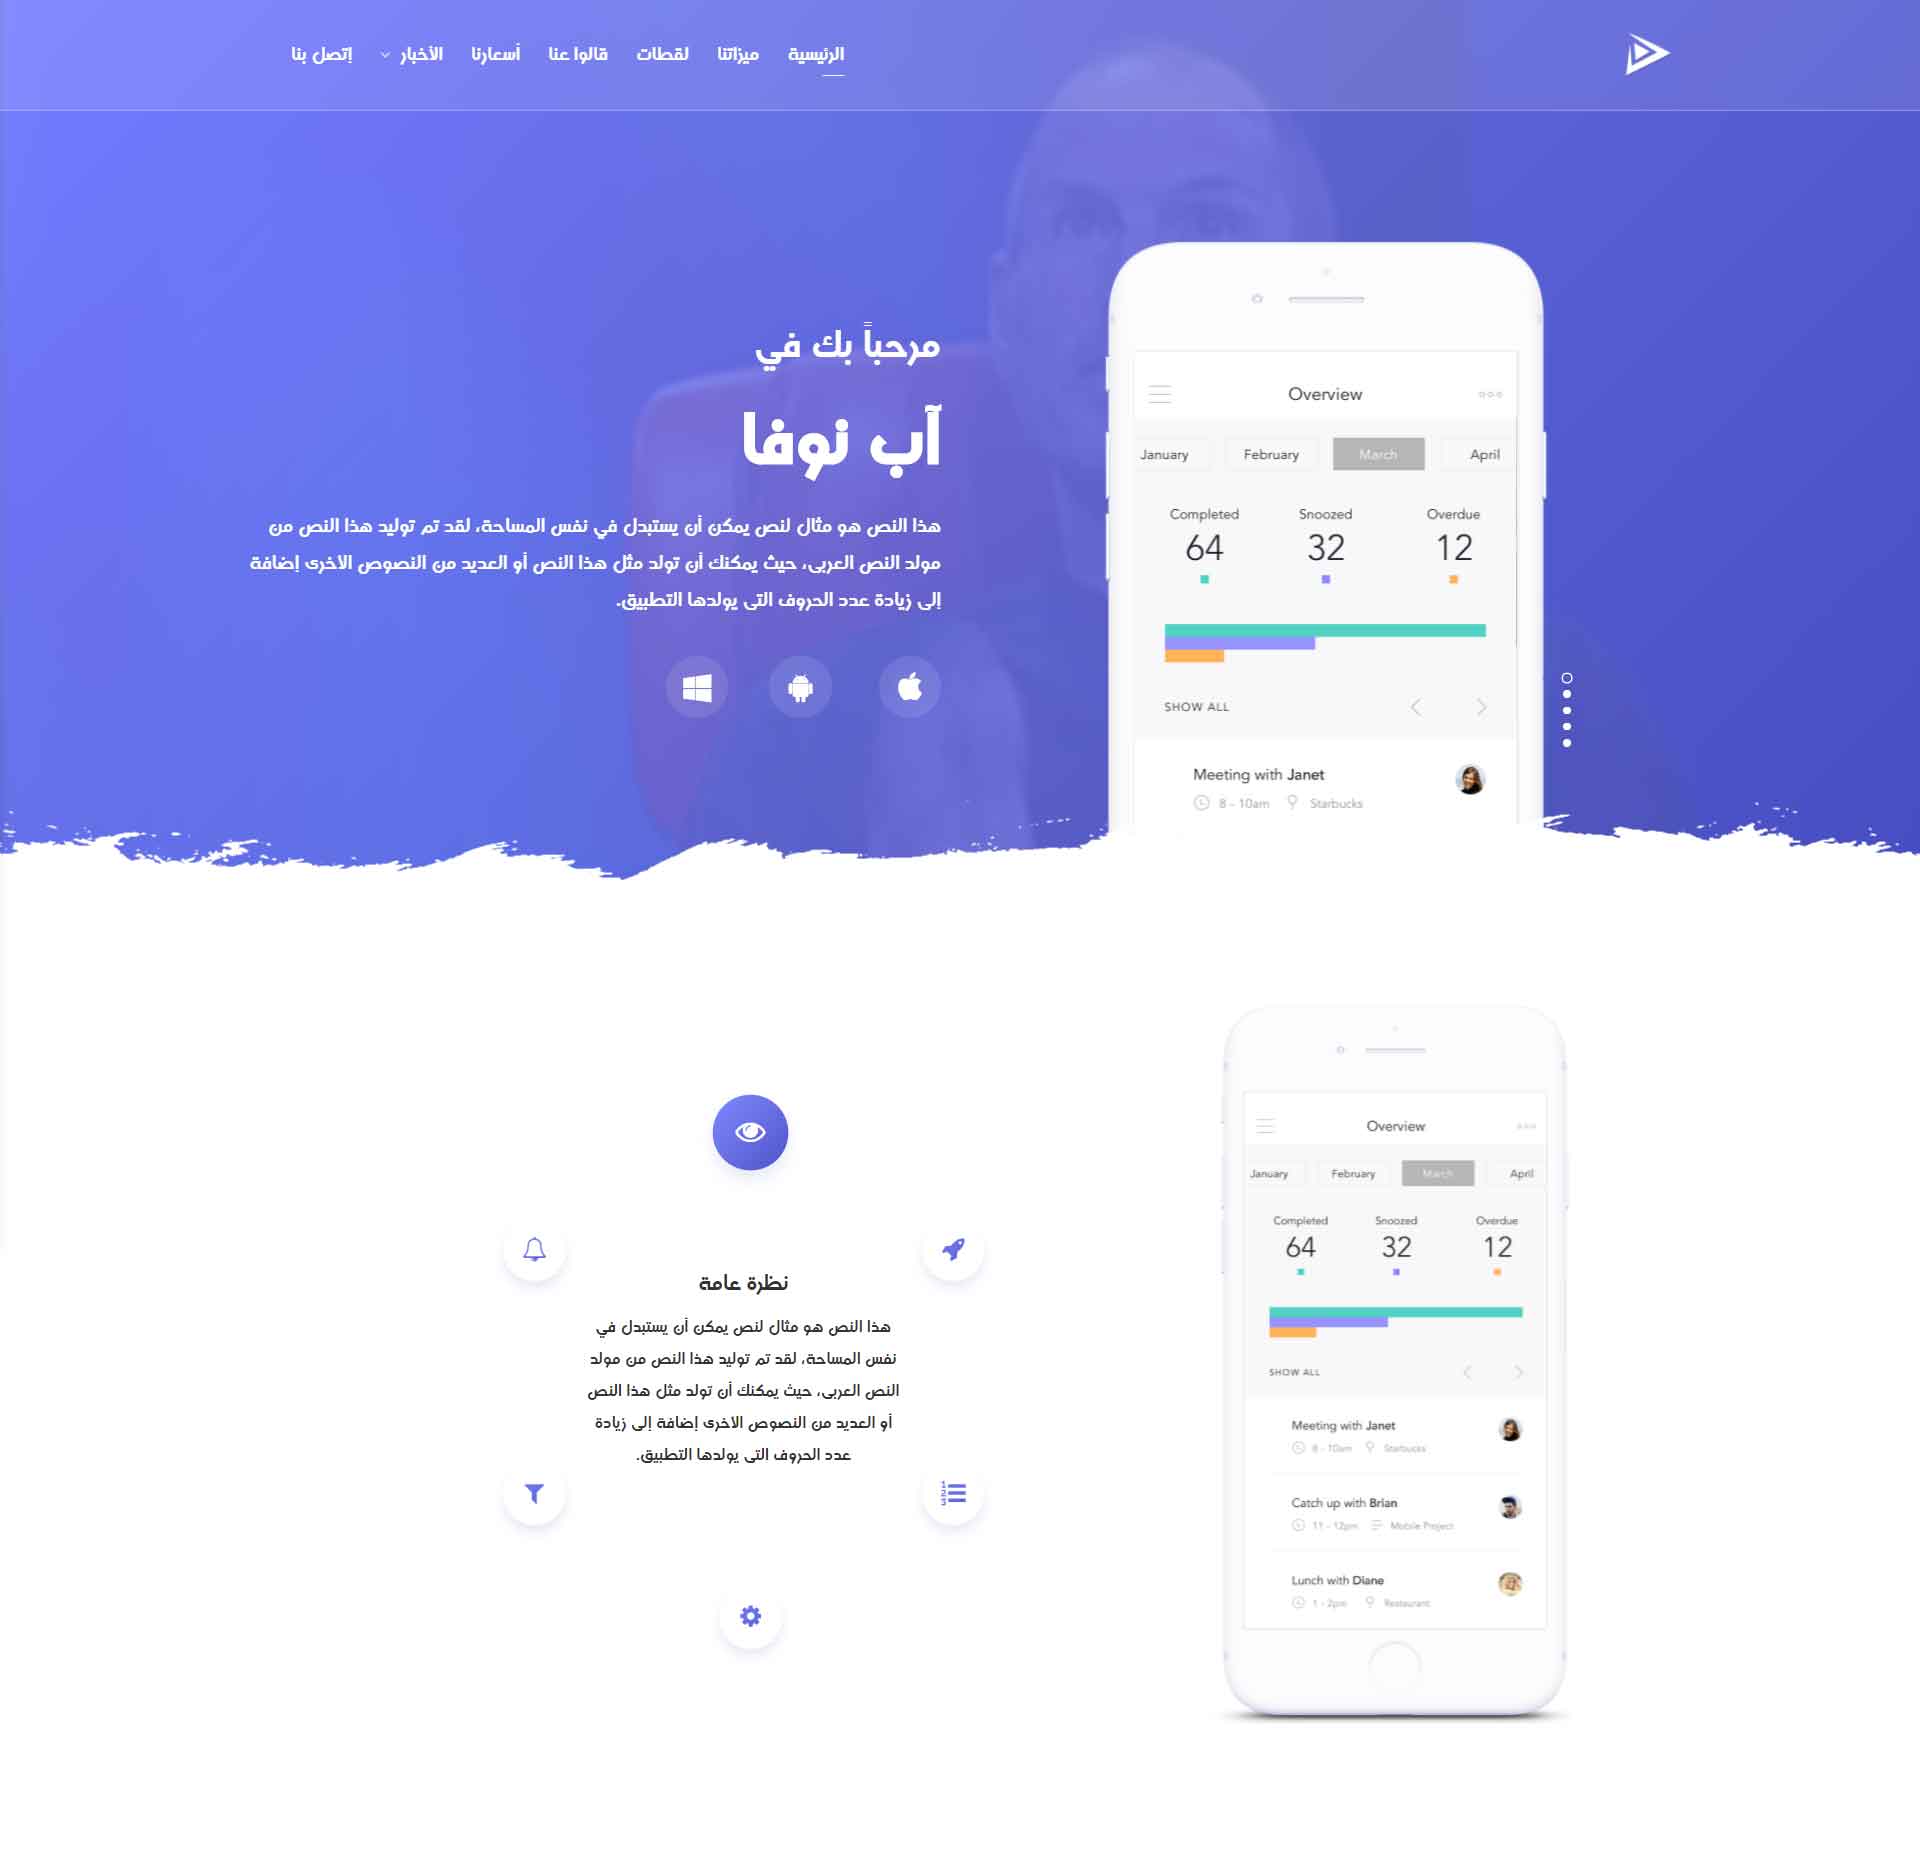 الرئيسية
ميزاتنا
لقطات
قالوا عنا
أسعارنا
الأخبار
إتصل بنا
مرحباً بك في
آب نوفا
هذا النص هو مثال لنص يمكن أن يستبدل في نفس المساحة، لقد تم توليد هذا النص من
مولد النص العربى، حيث يمكنك أن تولد مثل هذا النص أو العديد من النصوص الاخرى إضافة
إلى زيادة عدد الحروف التى يولدها التطبيق.
Overview
January
February
March
April
Completed
Snoozed
Overdue
64
32
12
SHOW ALL
Meeting with Janet
8 - 10am
Starbucks
نظرة عامة
هذا النص هو مثال لنص يمكن أن يستبدل في
نفس المساحة، لقد تم توليد هذا النص من مولد
النص العربى، حيث يمكنك أن تولد مثل هذا النص
أو العديد من النصوص الاخرى إضافة إلى زيادة
عدد الحروف التى يولدها التطبيق.
Overview
January
February
March
April
Completed
Snoozed
Overdue
64
32
12
SHOW ALL
Meeting with Janet
8 - 10am
Starbucks
Catch up with Brian
11 - 12pm
Mobile Project
Lunch with Diane
1 - 2pm
Restaurant